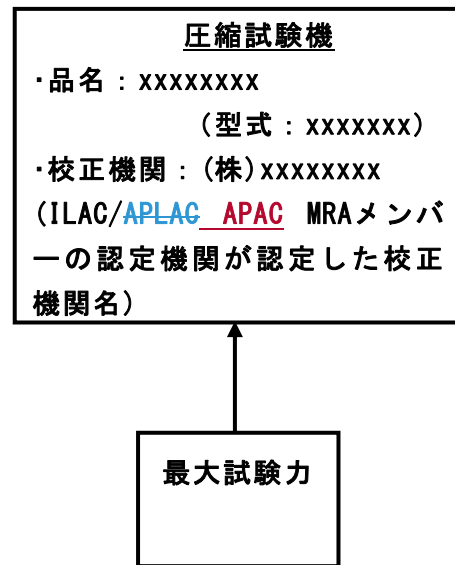 圧縮試験機
･品名：xxxxxxxx
（型式：xxxxxxx）
･校正機関：(株)xxxxxxxx
(ILAC/APLAC APAC MRAメンバ
ーの認定機関が認定した校正
機関名)
最大試験力